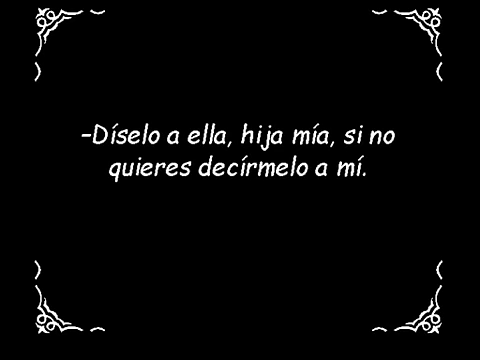 -Díselo a ella, hija mía, si no
quieres decírmelo a mí.